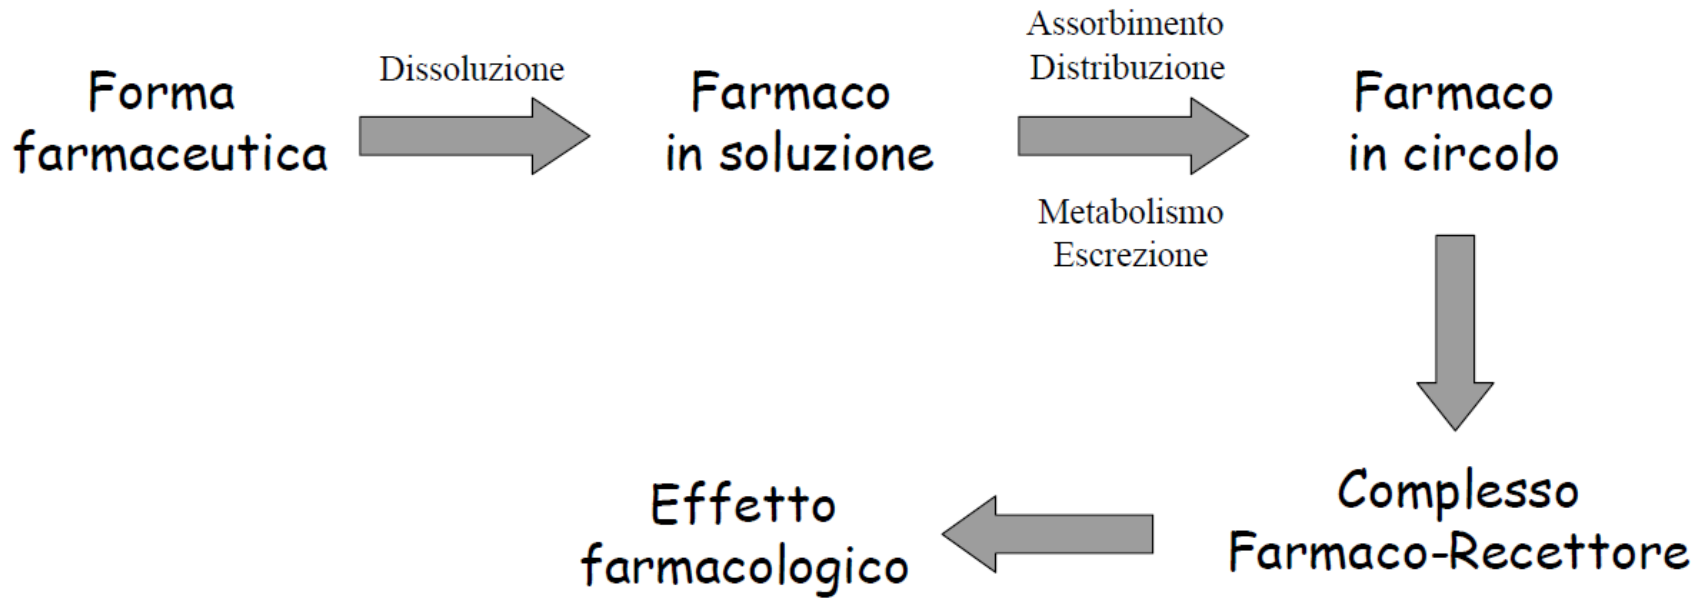 Forma
farmaceutica
Dissoluzione
Farmaco
in soluzione
Assorbimento
Distribuzione
Metabolismo
Escrezione
Farmaco
in circolo
Complesso
Farmaco-Recettore
Effetto
farmacologico